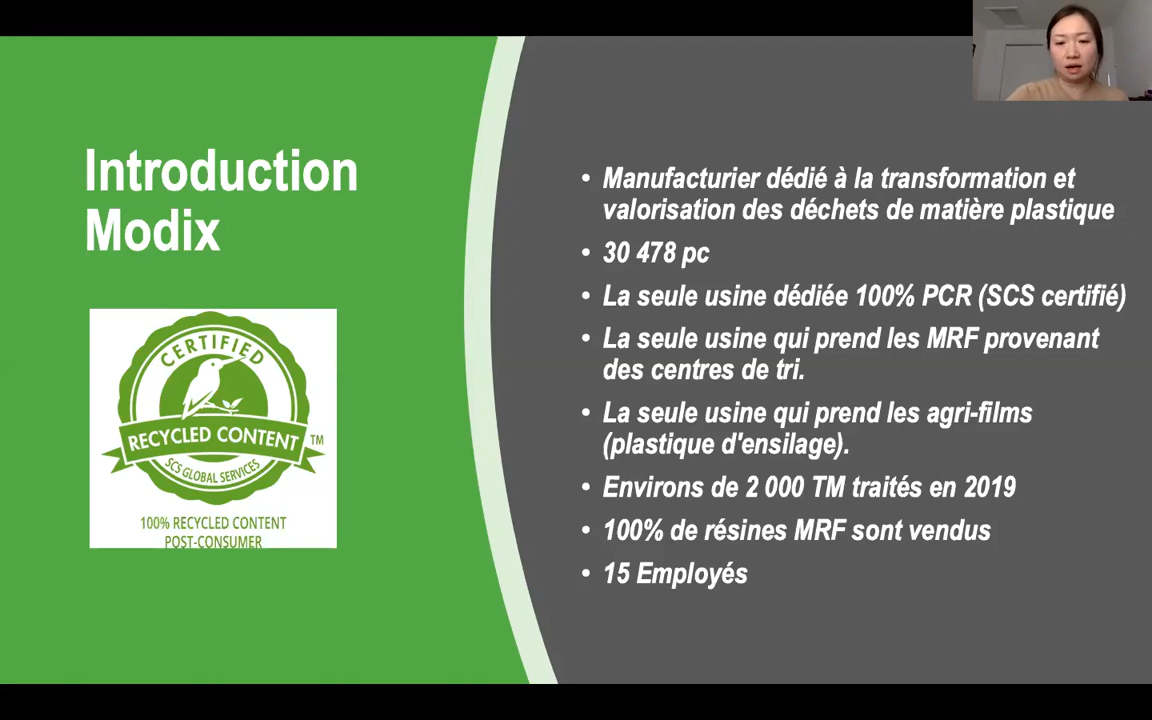 Introduction
Modix
CERTIFIED
RECYCLED CONTENT
TM
SCS GLOBAL SERVICES
100% RECYCLED CONTENT
POST-CONSUMER
• Manufacturier dédié à la transformation et
valorisation des déchets de matière plastique
• 30 478 pc
• La seule usine dédiée 100% PCR (SCS certifié)
• La seule usine qui prend les MRF provenant
des centres de tri.
• La seule usine qui prend les agri-films
(plastique d'ensilage).
• Environs de 2 000 TM traités en 2019
• 100% de résines MRF sont vendus
• 15 Employés